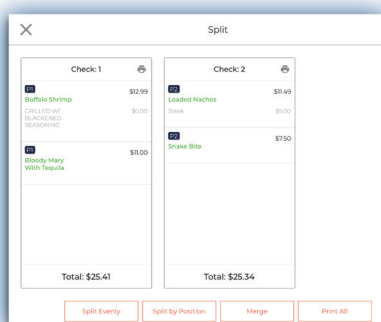 Split
Check: 1
P1
Buffalo Shrimp $12.99
GRILLED W/ $0.00
BLACKENED
SEASONING
P1
Bloody Mary $11.00
With Tequila
Total: $25.41
Check: 2
P2
Loaded Nachos $11.49
Steak $5.00
P2
Snake Bite $7.50
Total: $25.34
Split Evenly
Split by Position
Merge
Print All